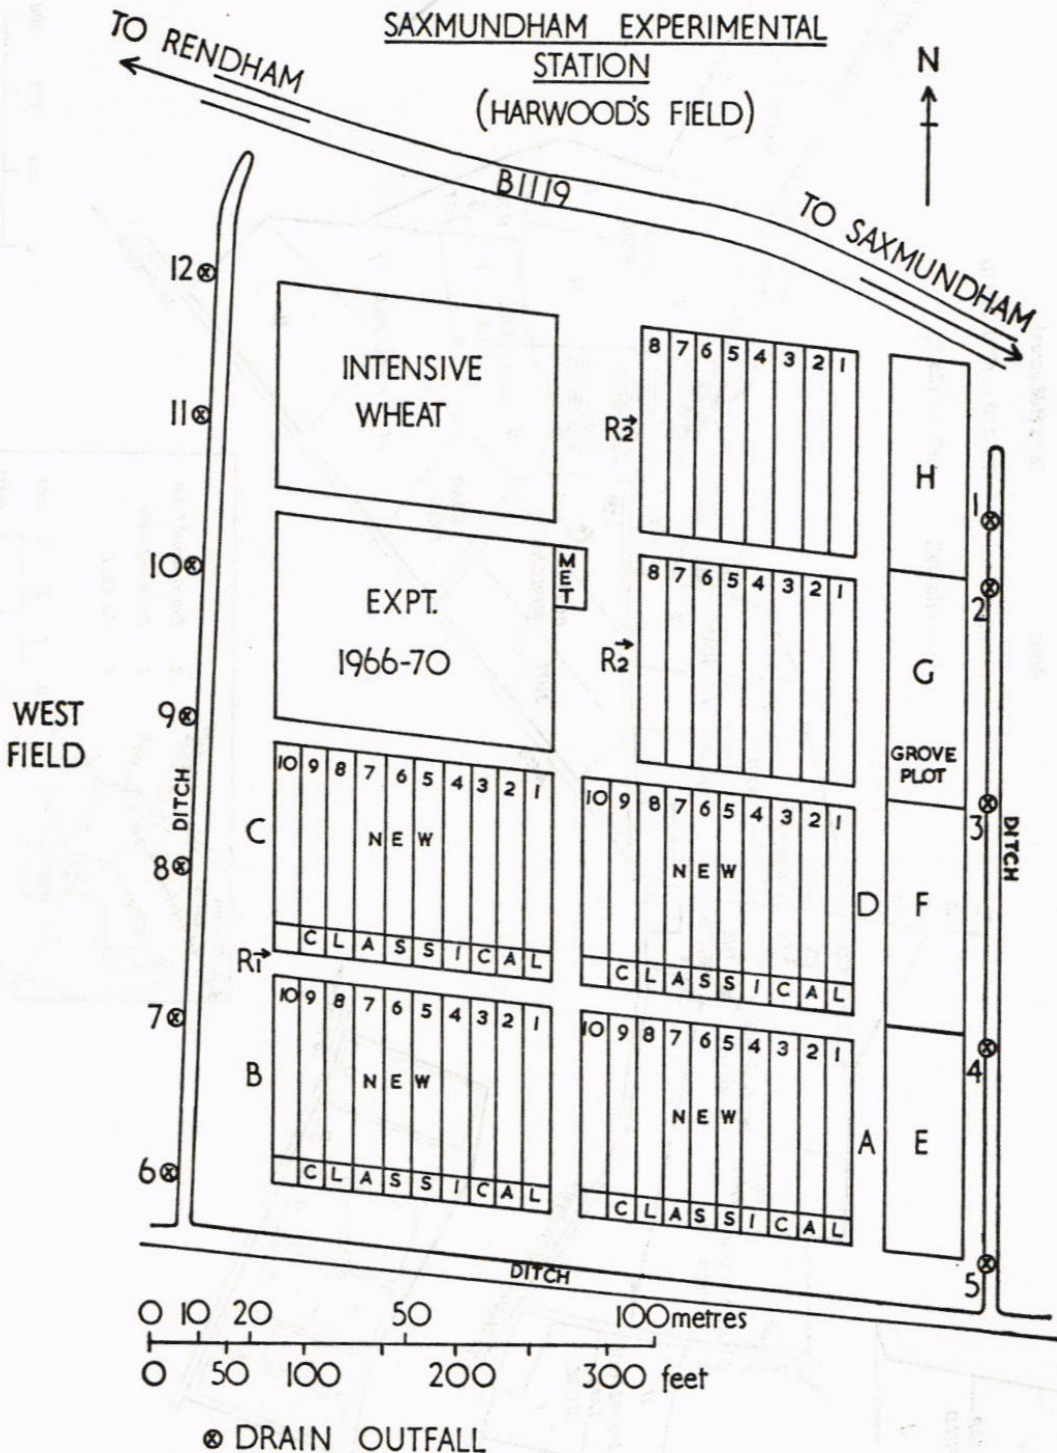 SAXMUNDHAM EXPERIMENTAL
STATION
(HARWOOD'S FIELD)
N
TO RENDHAM
B1119
TO SAXMUNDHAM
12
INTENSIVE
WHEAT
8 7 6 5 4 3 2 1
11
R2
H
1
10
MET
EXPT.
1966-70
8 7 6 5 4 3 2 1
2
R2
G
GROVE
PLOT
WEST
FIELD
9
DITCH
10 9 8 7 6 5 4 3 2 1
10 9 8 7 6 5 4 3 2 1
3
DITCH
C
NEW
NEW
8
D
F
CLASSICAL
CLASSICAL
R1
7
10 9 8 7 6 5 4 3 2 1
10 9 8 7 6 5 4 3 2 1
4
B
NEW
NEW
A
E
6
CLASSICAL
CLASSICAL
DITCH
5
0 10 20 50 100 metres
0 50 100 200 300 feet
⊗ DRAIN OUTFALL